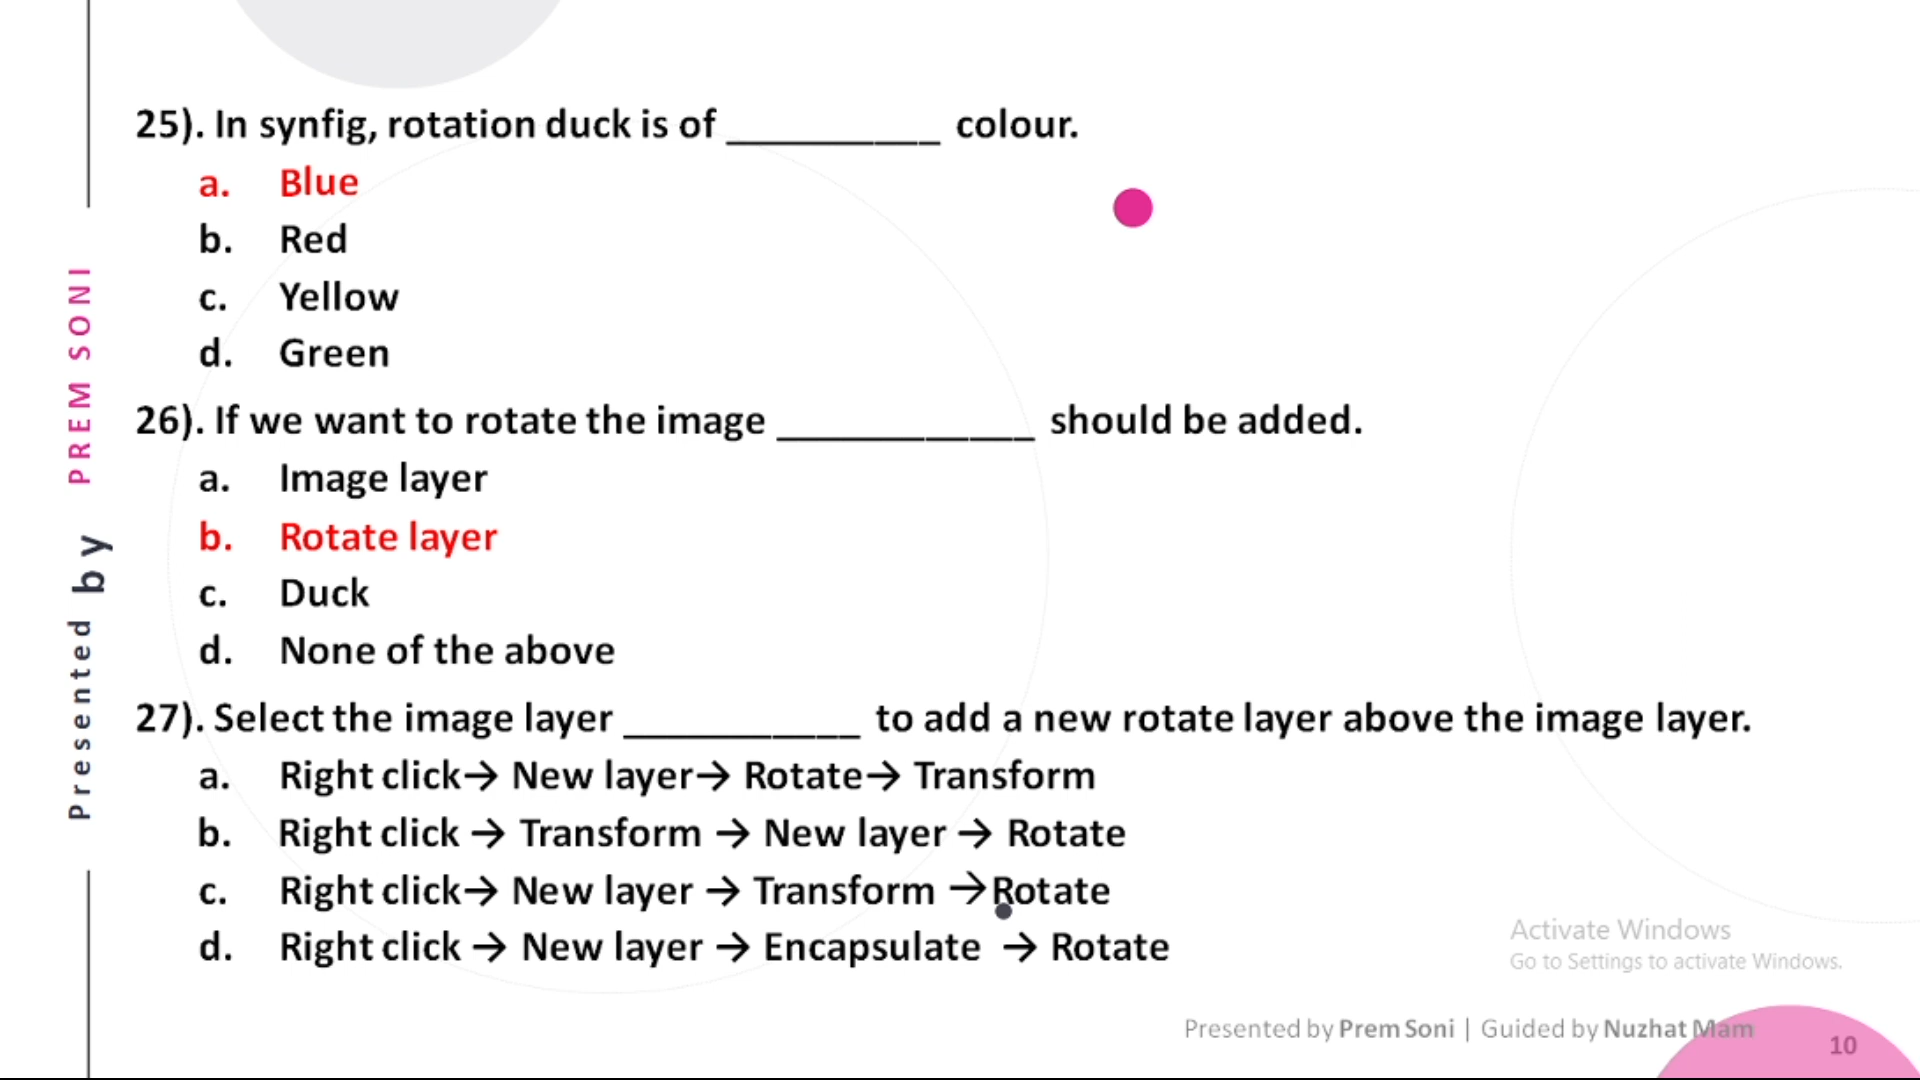 25). In synfig, rotation duck is of __________ colour.
a. Blue
b. Red
c. Yellow
d. Green
26). If we want to rotate the image ____________ should be added.
a. Image layer
b. Rotate layer
c. Duck
d. None of the above
27). Select the image layer ___________ to add a new rotate layer above the image layer.
a. Right click→ New layer→ Rotate→ Transform
b. Right click → Transform → New layer → Rotate
c. Right click→ New layer → Transform →Rotate
d. Right click → New layer → Encapsulate → Rotate
Presented by PREM SONI
Activate Windows
Go to Settings to activate Windows.
Presented by Prem Soni | Guided by Nuzhat Mam
10